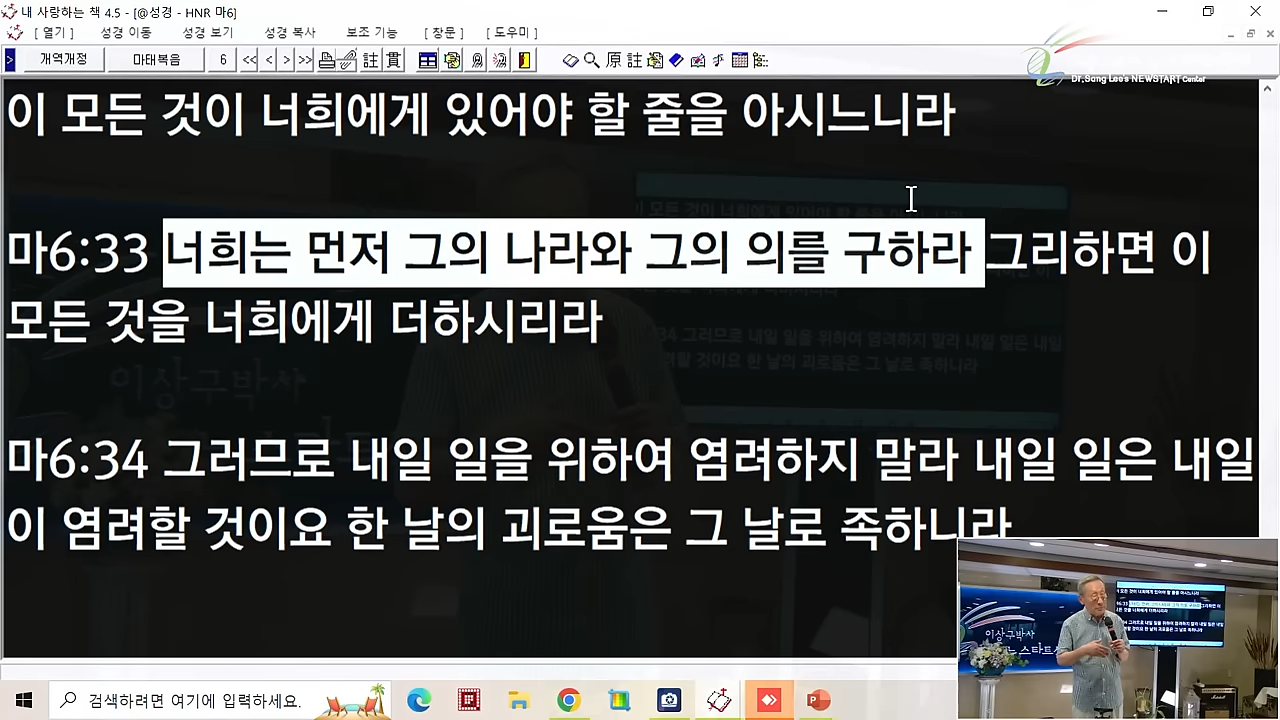 내 사랑하는 책 4.5 - [@성경 - HNR 마6]
[ 열기 ] 성경 이동 성경 보기 성경 복사 보조 기능 [ 창문 ] [ 도우미 ]
> 개역개정 마태복음 6 << < > >> 註 貫 原 註
Dr.Sang Lee's NEWSTART Center
이 모든 것이 너희에게 있어야 할 줄을 아시느니라
마6:33 너희는 먼저 그의 나라와 그의 의를 구하라 그리하면 이
모든 것을 너희에게 더하시리라
마6:34 그러므로 내일 일을 위하여 염려하지 말라 내일 일은 내일
이 염려할 것이요 한 날의 괴로움은 그 날로 족하니라
이상구박사
검색하려면 여기에 입력하세요.